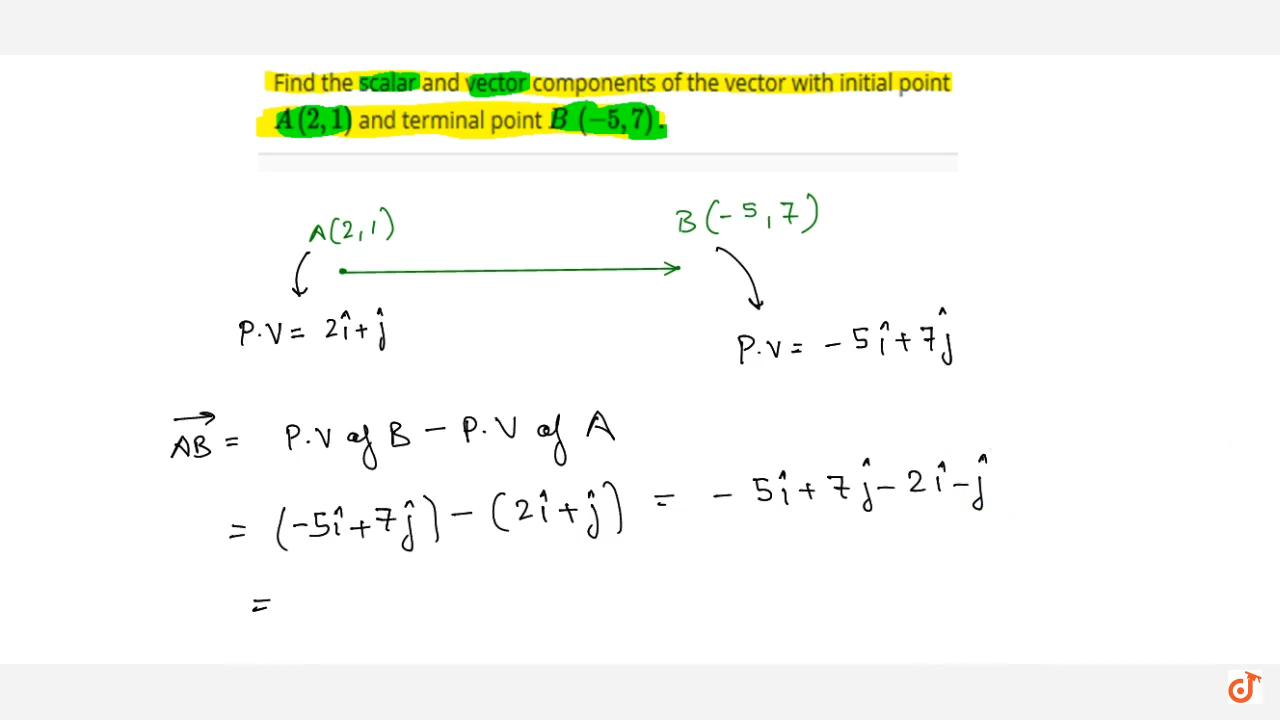 Find the scalar and vector components of the vector with initial point
A(2, 1) and terminal point B (−5, 7).
A(2,1)
B(-5,7)
P.V = 2î+ĵ
P.V = -5î+7ĵ
→AB = P.V of B - P.V of A
= (-5î+7ĵ) - (2î+ĵ) = -5î+7ĵ-2î-ĵ
=